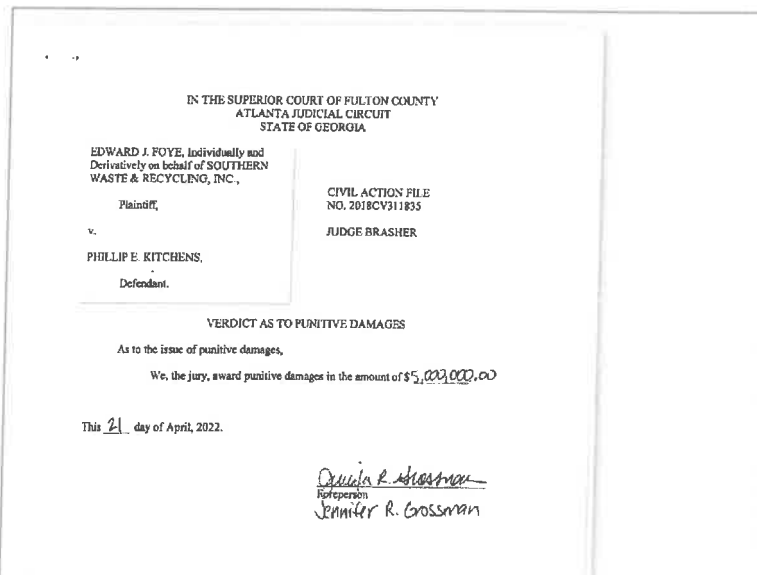 IN THE SUPERIOR COURT OF FULTON COUNTY
ATLANTA JUDICIAL CIRCUIT
STATE OF GEORGIA
EDWARD J. FOYE, Individually and
Derivatively on behalf of SOUTHERN
WASTE & RECYCLING, INC.,
Plaintiff,
v.
PHILLIP E. KITCHENS,
Defendant.
CIVIL ACTION FILE
NO. 2018CV311835
JUDGE BRASHER
VERDICT AS TO PUNITIVE DAMAGES
As to the issue of punitive damages,
We, the jury, award punitive damages in the amount of $5,000,000.00
This 21 day of April, 2022.
Jennifer R. Grossman
Foreperson
Jennifer R. Grossman